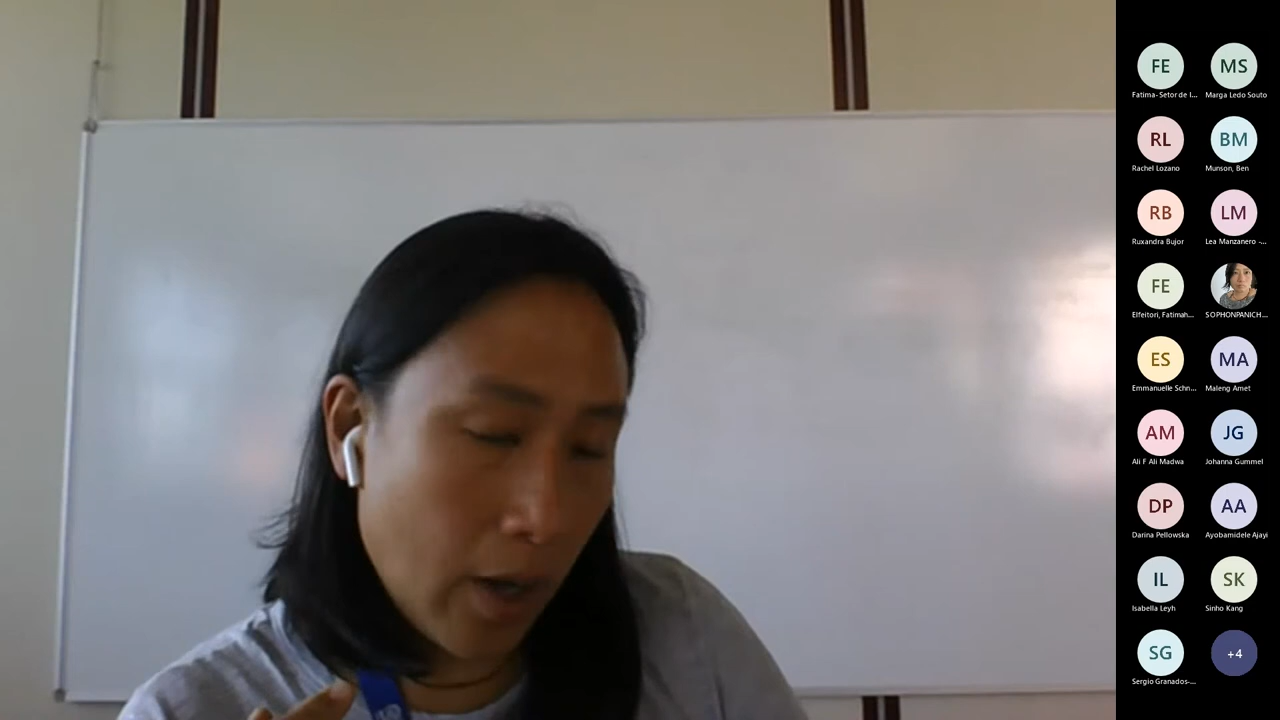 FE MS
Fatima-Setor de I... Marga Ledo Souto
RL BM
Rachel Lozano Munson, Ben
RB LM
Ruxandra Bujor Lea Manzanero -...
FE
Elfeitori, Fatimah... SOPHONPANICH...
ES MA
Emmanuelle Schn... Maleng Amet
AM JG
Ali F Ali Madwa Johanna Gummel
DP AA
Darina Pellowska Ayobamidele Ajayi
IL SK
Isabella Leyh Sinho Kang
SG +4
Sergio Granados-...